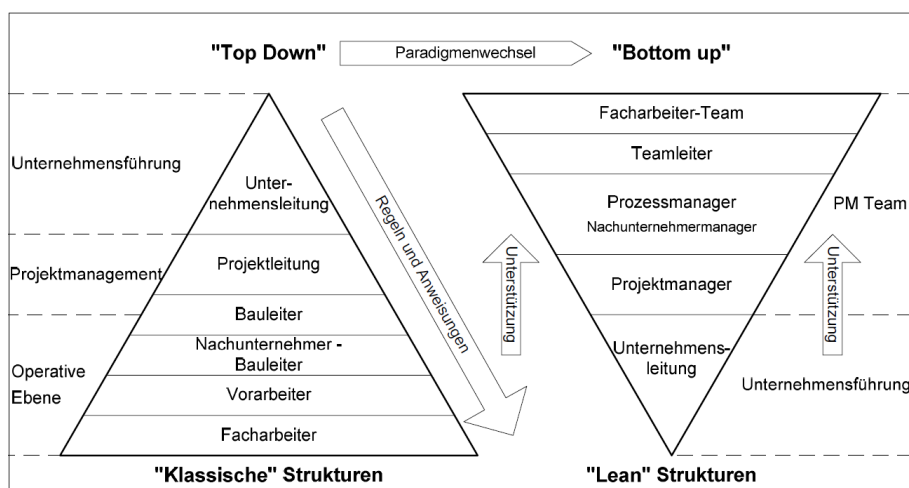 "Top Down"
Paradigmenwechsel
"Bottom up"
Unternehmensführung
Projektmanagement
Operative
Ebene
Unter-
nehmensleitung
Projektleitung
Bauleiter
Nachunternehmer -
Bauleiter
Vorarbeiter
Facharbeiter
Regeln und Anweisungen
"Klassische" Strukturen
Unterstützung
Facharbeiter-Team
Teamleiter
Prozessmanager
Nachunternehmermanager
Projektmanager
Unternehmens-
leitung
PM Team
Unterstützung
Unternehmensführung
"Lean" Strukturen